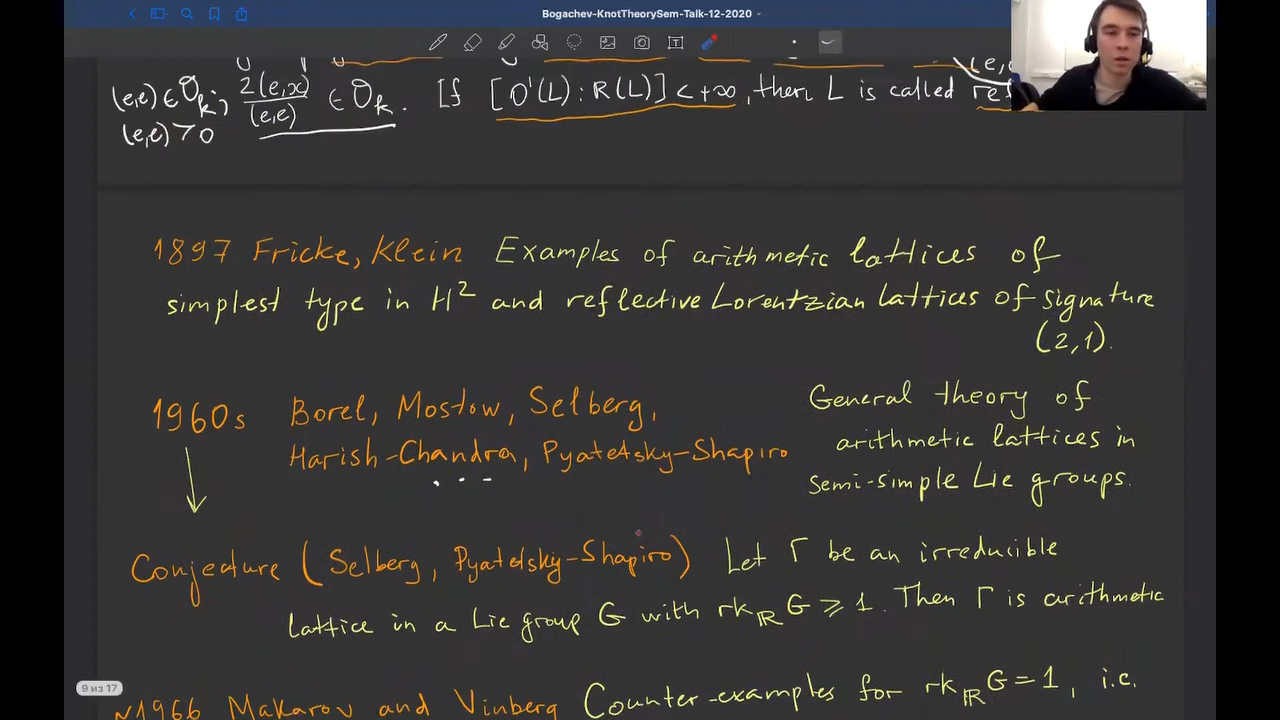 Bogachev-KnotTheorySem-Talk-12-2020
(e,e) ∈ O_k; 2(e,x)/(e,e) ∈ O_k. If [O'(L) : R(L)] < +∞, then L is called
(e,e) > 0
1897 Fricke, Klein Examples of arithmetic lattices of
simplest type in H² and reflective Lorentzian lattices of signature
(2,1).
1960s Borel, Mostow, Selberg,
Harish-Chandra, Pyatetsky-Shapiro
...
General theory of
arithmetic lattices in
semi-simple Lie groups.
Conjecture (Selberg, Pyatetskiy-Shapiro) Let Γ be an irreducible
lattice in a Lie group G with rk_ℝ G ⩾ 1. Then Γ is arithmetic
~1966 Makarov and Vinberg Counter-examples for rk_ℝ G = 1, i.e.
9 из 17